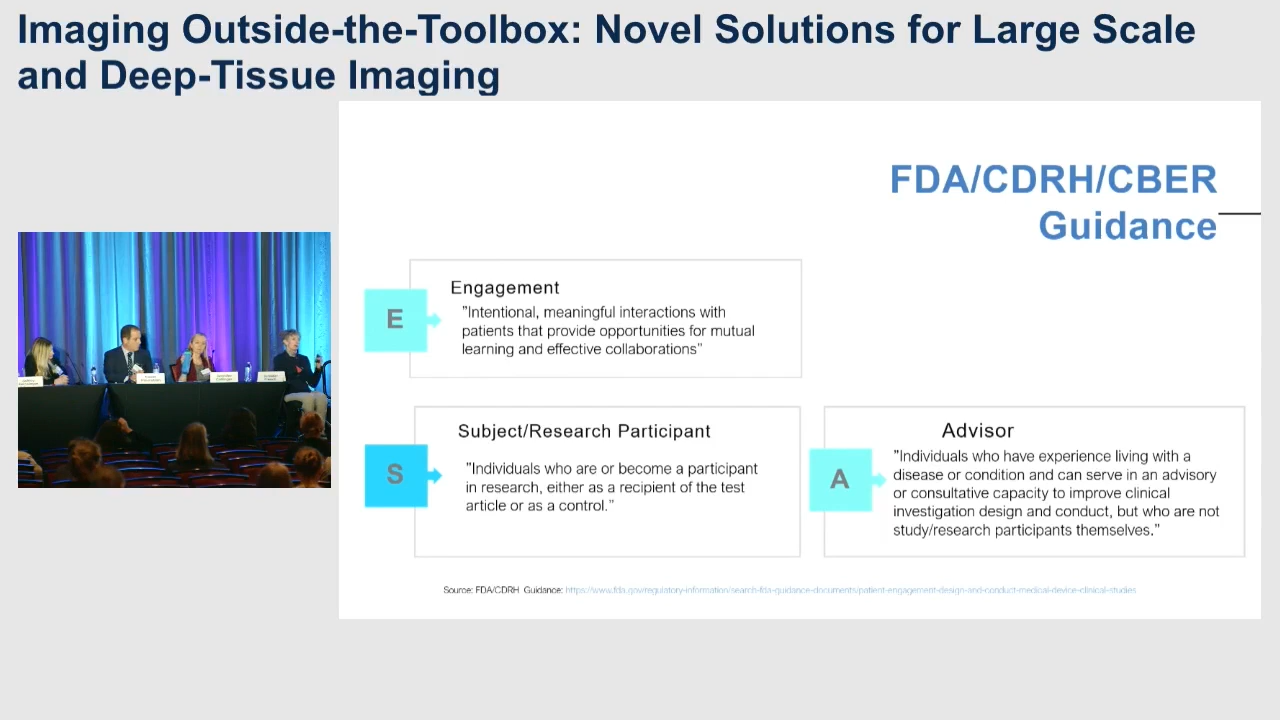 Imaging Outside-the-Toolbox: Novel Solutions for Large Scale
and Deep-Tissue Imaging
FDA/CDRH/CBER
Guidance
E
Engagement
”Intentional, meaningful interactions with
patients that provide opportunities for mutual
learning and effective collaborations”
S
Subject/Research Participant
”Individuals who are or become a participant
in research, either as a recipient of the test
article or as a control.”
A
Advisor
”Individuals who have experience living with a
disease or condition and can serve in an advisory
or consultative capacity to improve clinical
investigation design and conduct, but who are not
study/research participants themselves.”
Source: FDA/CDRH Guidance: https://www.fda.gov/regulatory-information/search-fda-guidance-documents/patient-engagement-design-and-conduct-medical-device-clinical-studies